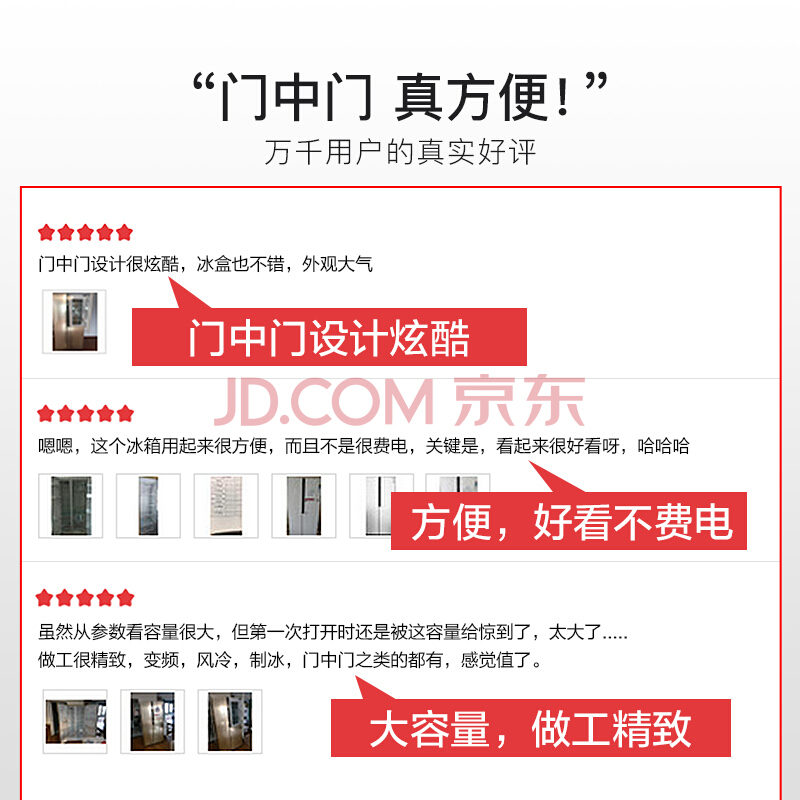 “门中门 真方便！”
万千用户的真实好评
门中门设计很炫酷，冰盒也不错，外观大气
门中门设计炫酷
JD.COM 京东
嗯嗯，这个冰箱用起来很方便，而且不是很费电，关键是，看起来很好看呀，哈哈哈
方便，好看不费电
虽然从参数看容量很大，但第一次打开时还是被这容量给惊到了，太大了.....
做工很精致，变频，风冷，制冰，门中门之类的都有，感觉值了。
大容量，做工精致